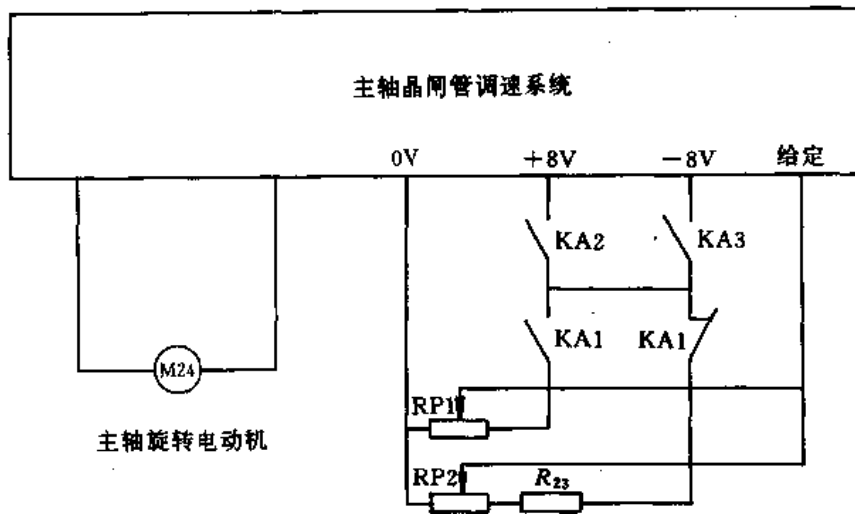 主轴晶闸管调速系统
0V +8V −8V 给定
KA2 KA3
KA1 KA1
M24
RP1
主轴旋转电动机
RP2 R23